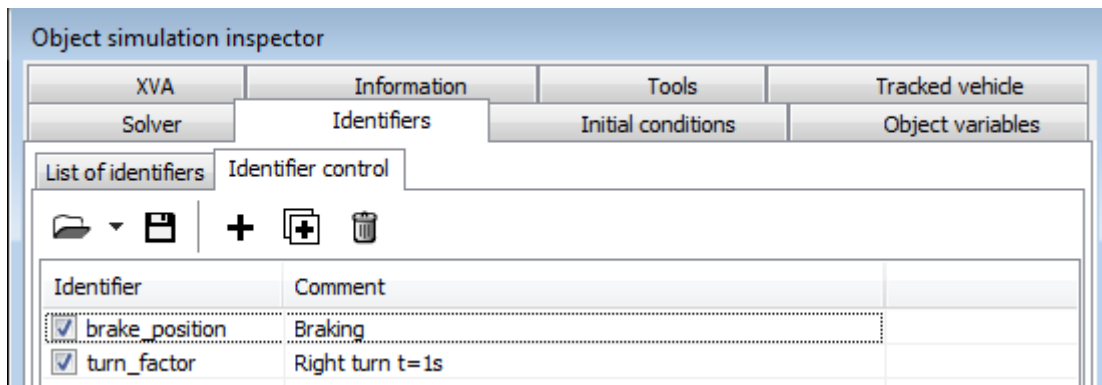 Object simulation inspector
XVA Information Tools Tracked vehicle
Solver Identifiers Initial conditions Object variables
List of identifiers Identifier control
Identifier Comment
brake_position Braking
turn_factor Right turn t=1s